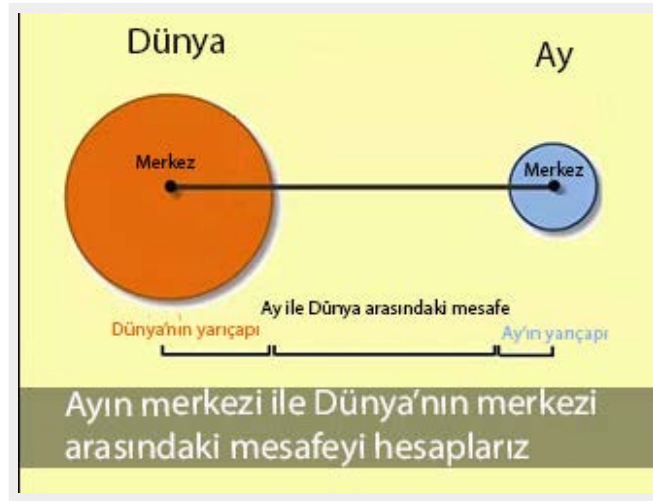 Dünya
Ay
Merkez
Merkez
Ay ile Dünya arasındaki mesafe
Dünya'nın yarıçapı
Ay'ın yarıçapı
Ayın merkezi ile Dünya'nın merkezi
arasındaki mesafeyi hesaplarız